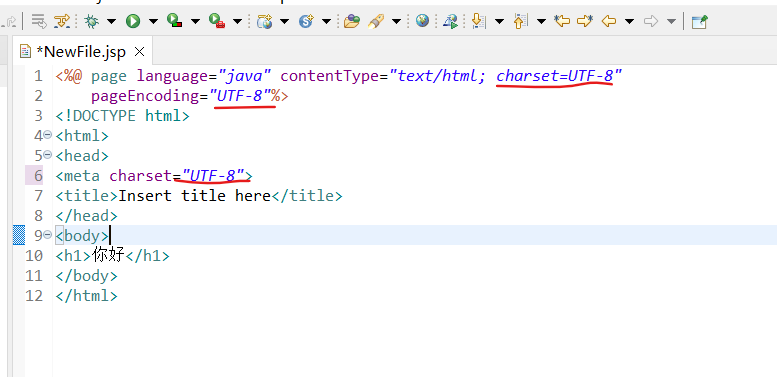 *NewFile.jsp
1 <%@ page language="java" contentType="text/html; charset=UTF-8"
2     pageEncoding="UTF-8"%>
3 <!DOCTYPE html>
4 <html>
5 <head>
6 <meta charset="UTF-8">
7 <title>Insert title here</title>
8 </head>
9 <body>
10 <h1>你好</h1>
11 </body>
12 </html>